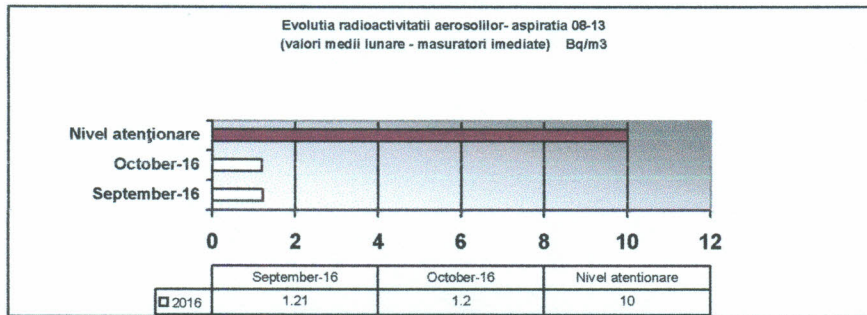 Evolutia radioactivitatii aerosolilor- aspiratia 08-13
(valori medii lunare - masuratori imediate) Bq/m3
Nivel atenţionare
October-16
September-16
0 2 4 6 8 10 12
September-16 October-16 Nivel atentionare
2016 1.21 1.2 10